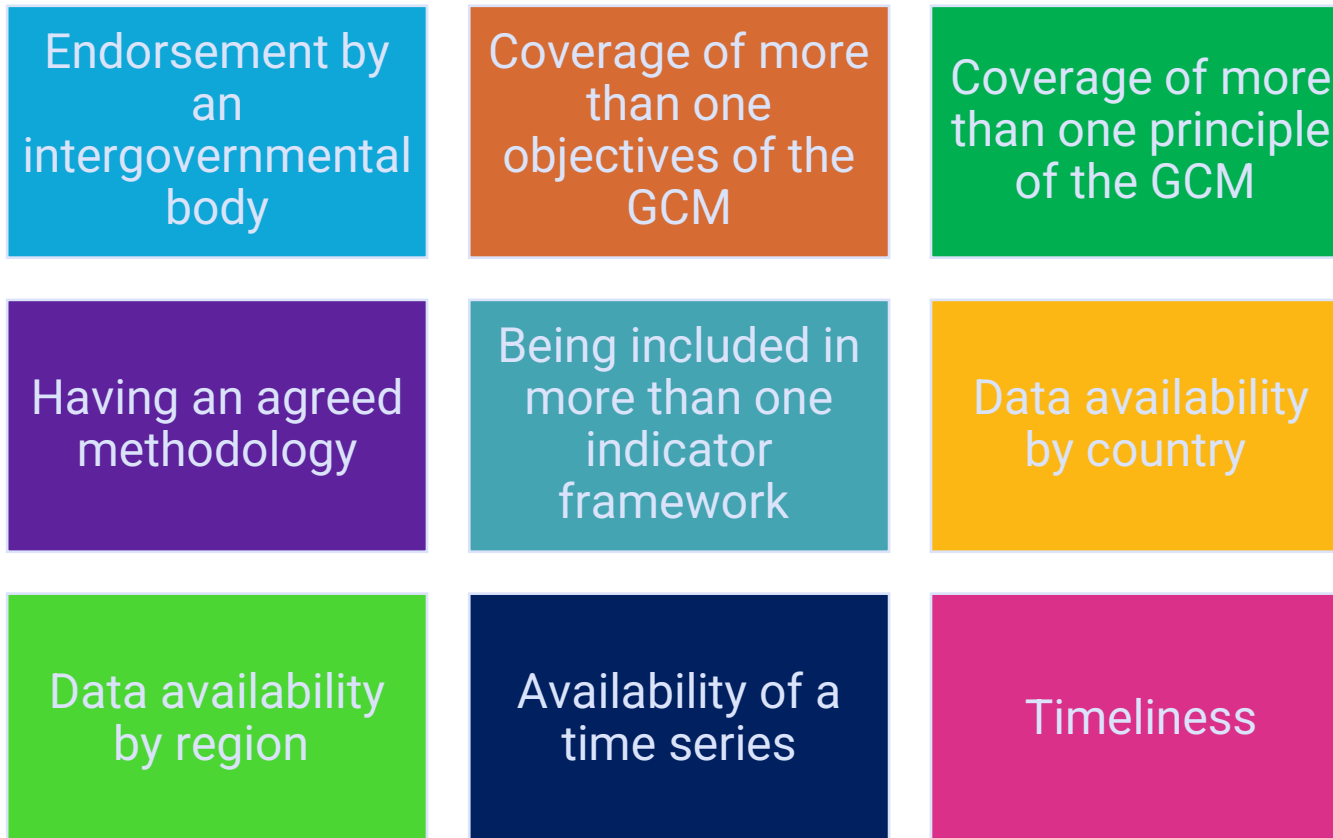 Endorsement by
an
intergovernmental
body
Coverage of more
than one
objectives of the
GCM
Coverage of more
than one principle
of the GCM
Having an agreed
methodology
Being included in
more than one
indicator
framework
Data availability
by country
Data availability
by region
Availability of a
time series
Timeliness